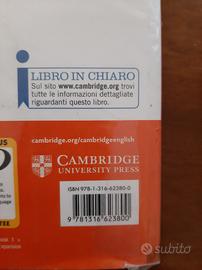 LIBRO IN CHIARO
Sul sito www.cambridge.org trovi
tutte le informazioni dettagliate
riguardanti questo libro.
US
cambridge.org/cambridgeenglish
CAMBRIDGE
UNIVERSITY PRESS
ISBN 978-1-316-62380-0
9 781316 623800
subito